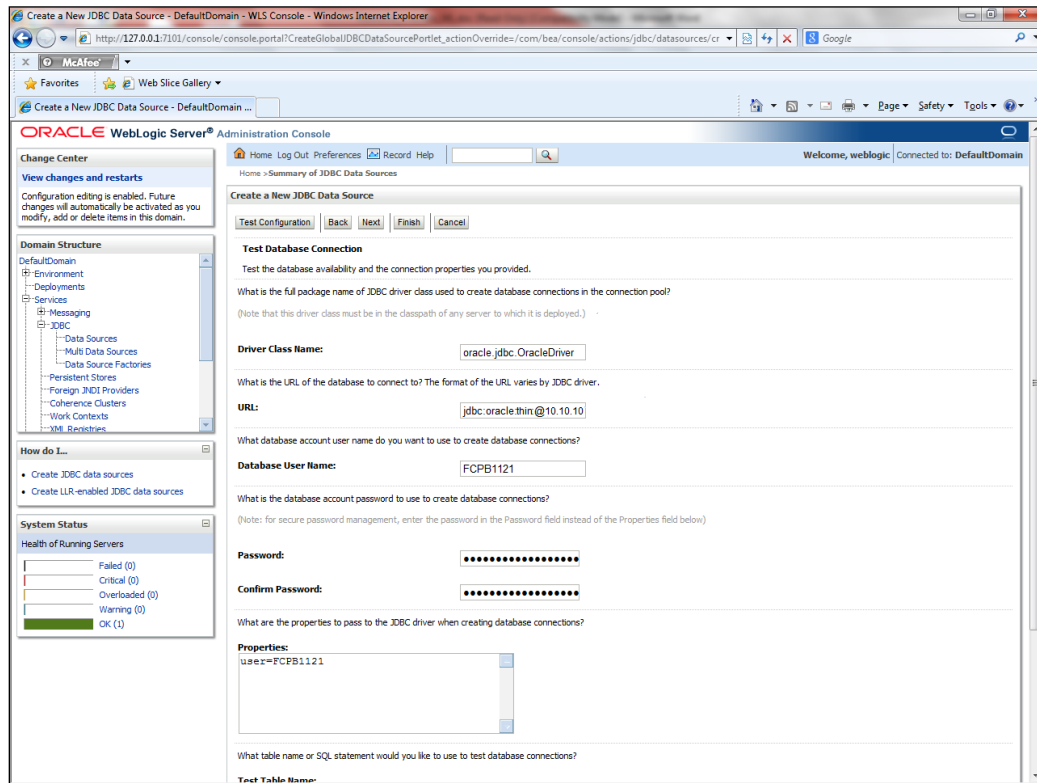 Create a New JDBC Data Source - DefaultDomain - WLS Console - Windows Internet Explorer
http://127.0.0.1:7101/console/console.portal?CreateGlobalJDBCDataSourcePortlet_actionOverride=/com/bea/console/actions/jdbc/datasources/cr
Google
McAfee
Favorites Web Slice Gallery
Create a New JDBC Data Source - DefaultDomain ...
Page Safety Tools
ORACLE WebLogic Server® Administration Console
Change Center
View changes and restarts
Configuration editing is enabled. Future
changes will automatically be activated as you
modify, add or delete items in this domain.
Domain Structure
DefaultDomain
Environment
Deployments
Services
Messaging
JDBC
Data Sources
Multi Data Sources
Data Source Factories
Persistent Stores
Foreign JNDI Providers
Coherence Clusters
Work Contexts
XML Registries
How do I...
Create JDBC data sources
Create LLR-enabled JDBC data sources
System Status
Health of Running Servers
Failed (0)
Critical (0)
Overloaded (0)
Warning (0)
OK (1)
Home Log Out Preferences Record Help
Welcome, weblogic Connected to: DefaultDomain
Home >Summary of JDBC Data Sources
Create a New JDBC Data Source
Test Configuration Back Next Finish Cancel
Test Database Connection
Test the database availability and the connection properties you provided.
What is the full package name of JDBC driver class used to create database connections in the connection pool?
(Note that this driver class must be in the classpath of any server to which it is deployed.)
Driver Class Name: oracle.jdbc.OracleDriver
What is the URL of the database to connect to? The format of the URL varies by JDBC driver.
URL: jdbc:oracle:thin:@10.10.10
What database account user name do you want to use to create database connections?
Database User Name: FCPB1121
What is the database account password to use to create database connections?
(Note: for secure password management, enter the password in the Password field instead of the Properties field below)
Password:
Confirm Password:
What are the properties to pass to the JDBC driver when creating database connections?
Properties:
user=FCPB1121
What table name or SQL statement would you like to use to test database connections?
Test Table Name: